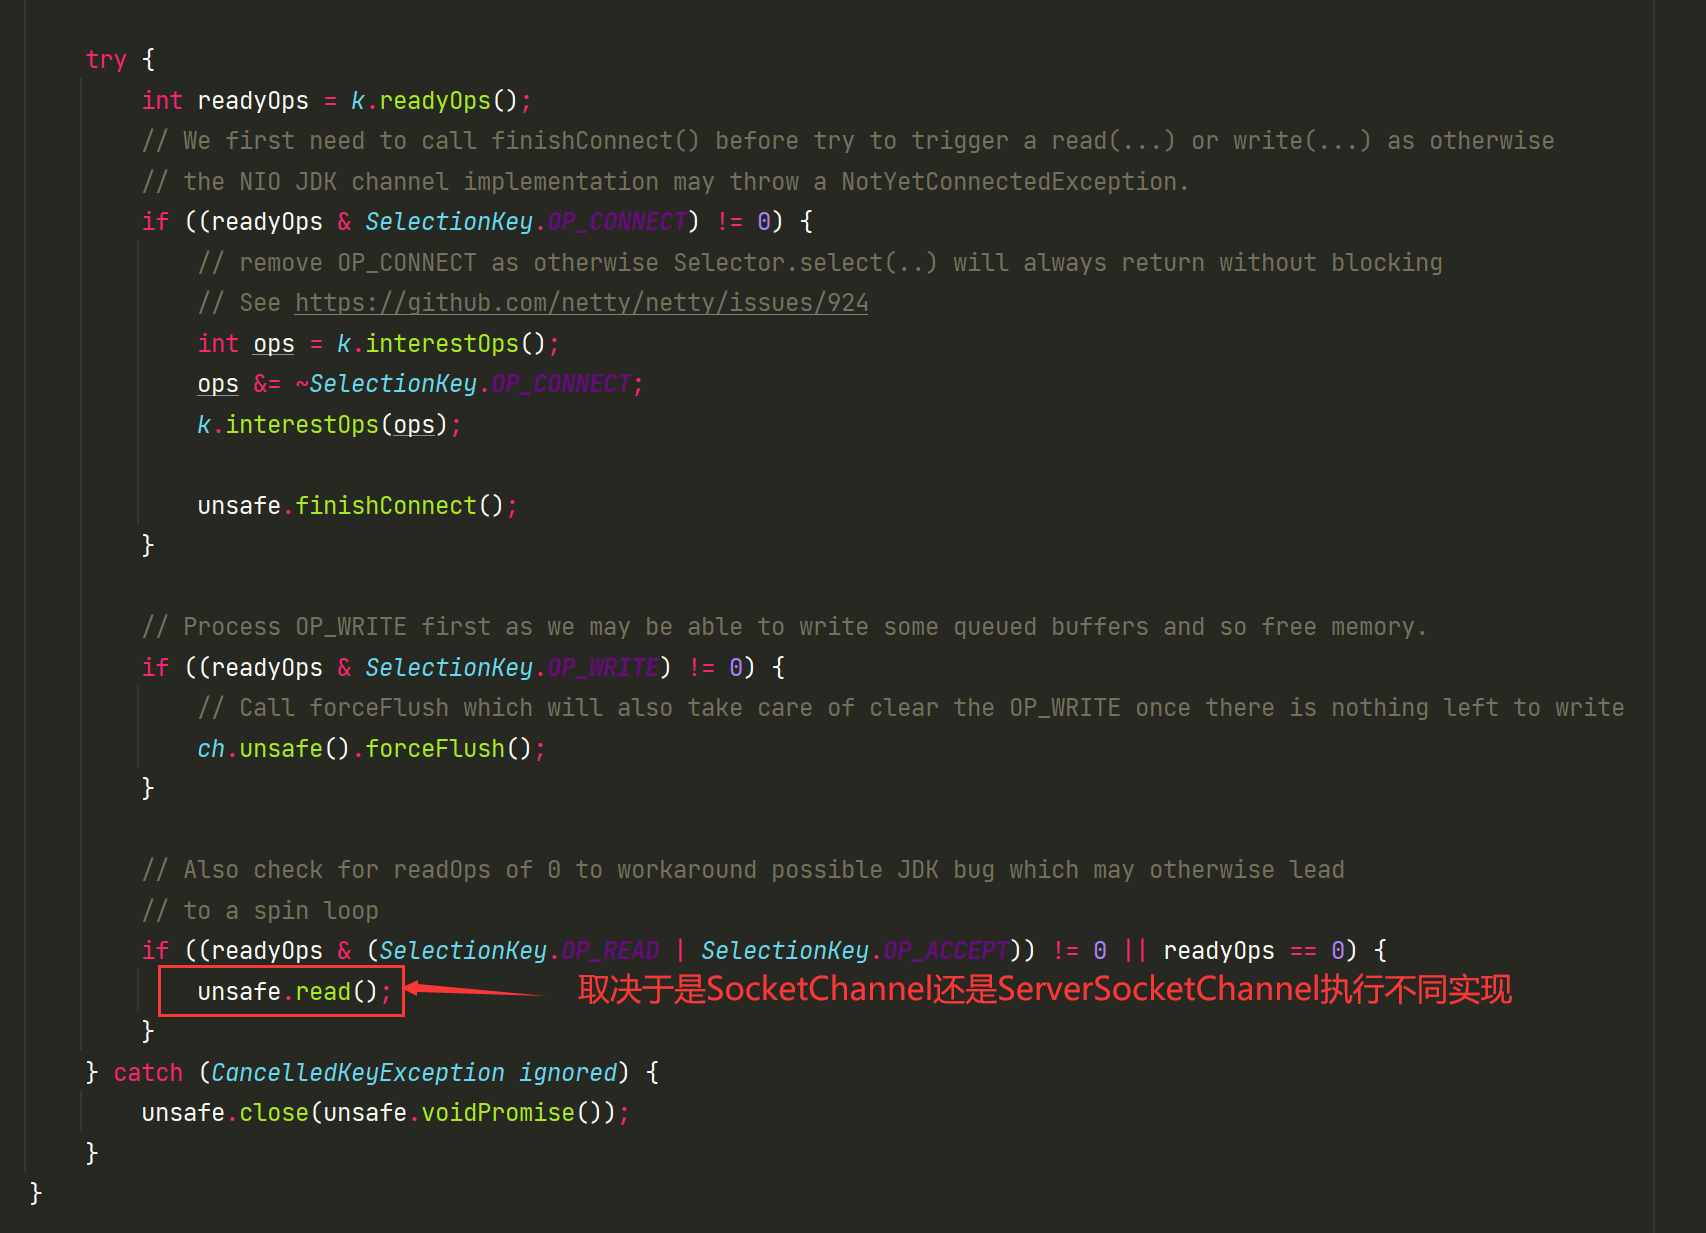 try {
int readyOps = k.readyOps();
// We first need to call finishConnect() before try to trigger a read(...) or write(...) as otherwise
// the NIO JDK channel implementation may throw a NotYetConnectedException.
if ((readyOps & SelectionKey.OP_CONNECT) != 0) {
// remove OP_CONNECT as otherwise Selector.select(..) will always return without blocking
// See https://github.com/netty/netty/issues/924
int ops = k.interestOps();
ops &= ~SelectionKey.OP_CONNECT;
k.interestOps(ops);
unsafe.finishConnect();
}
// Process OP_WRITE first as we may be able to write some queued buffers and so free memory.
if ((readyOps & SelectionKey.OP_WRITE) != 0) {
// Call forceFlush which will also take care of clear the OP_WRITE once there is nothing left to write
ch.unsafe().forceFlush();
}
// Also check for readOps of 0 to workaround possible JDK bug which may otherwise lead
// to a spin loop
if ((readyOps & (SelectionKey.OP_READ | SelectionKey.OP_ACCEPT)) != 0 || readyOps == 0) {
unsafe.read(); 取决于是SocketChannel还是ServerSocketChannel执行不同实现
}
} catch (CancelledKeyException ignored) {
unsafe.close(unsafe.voidPromise());
}
}